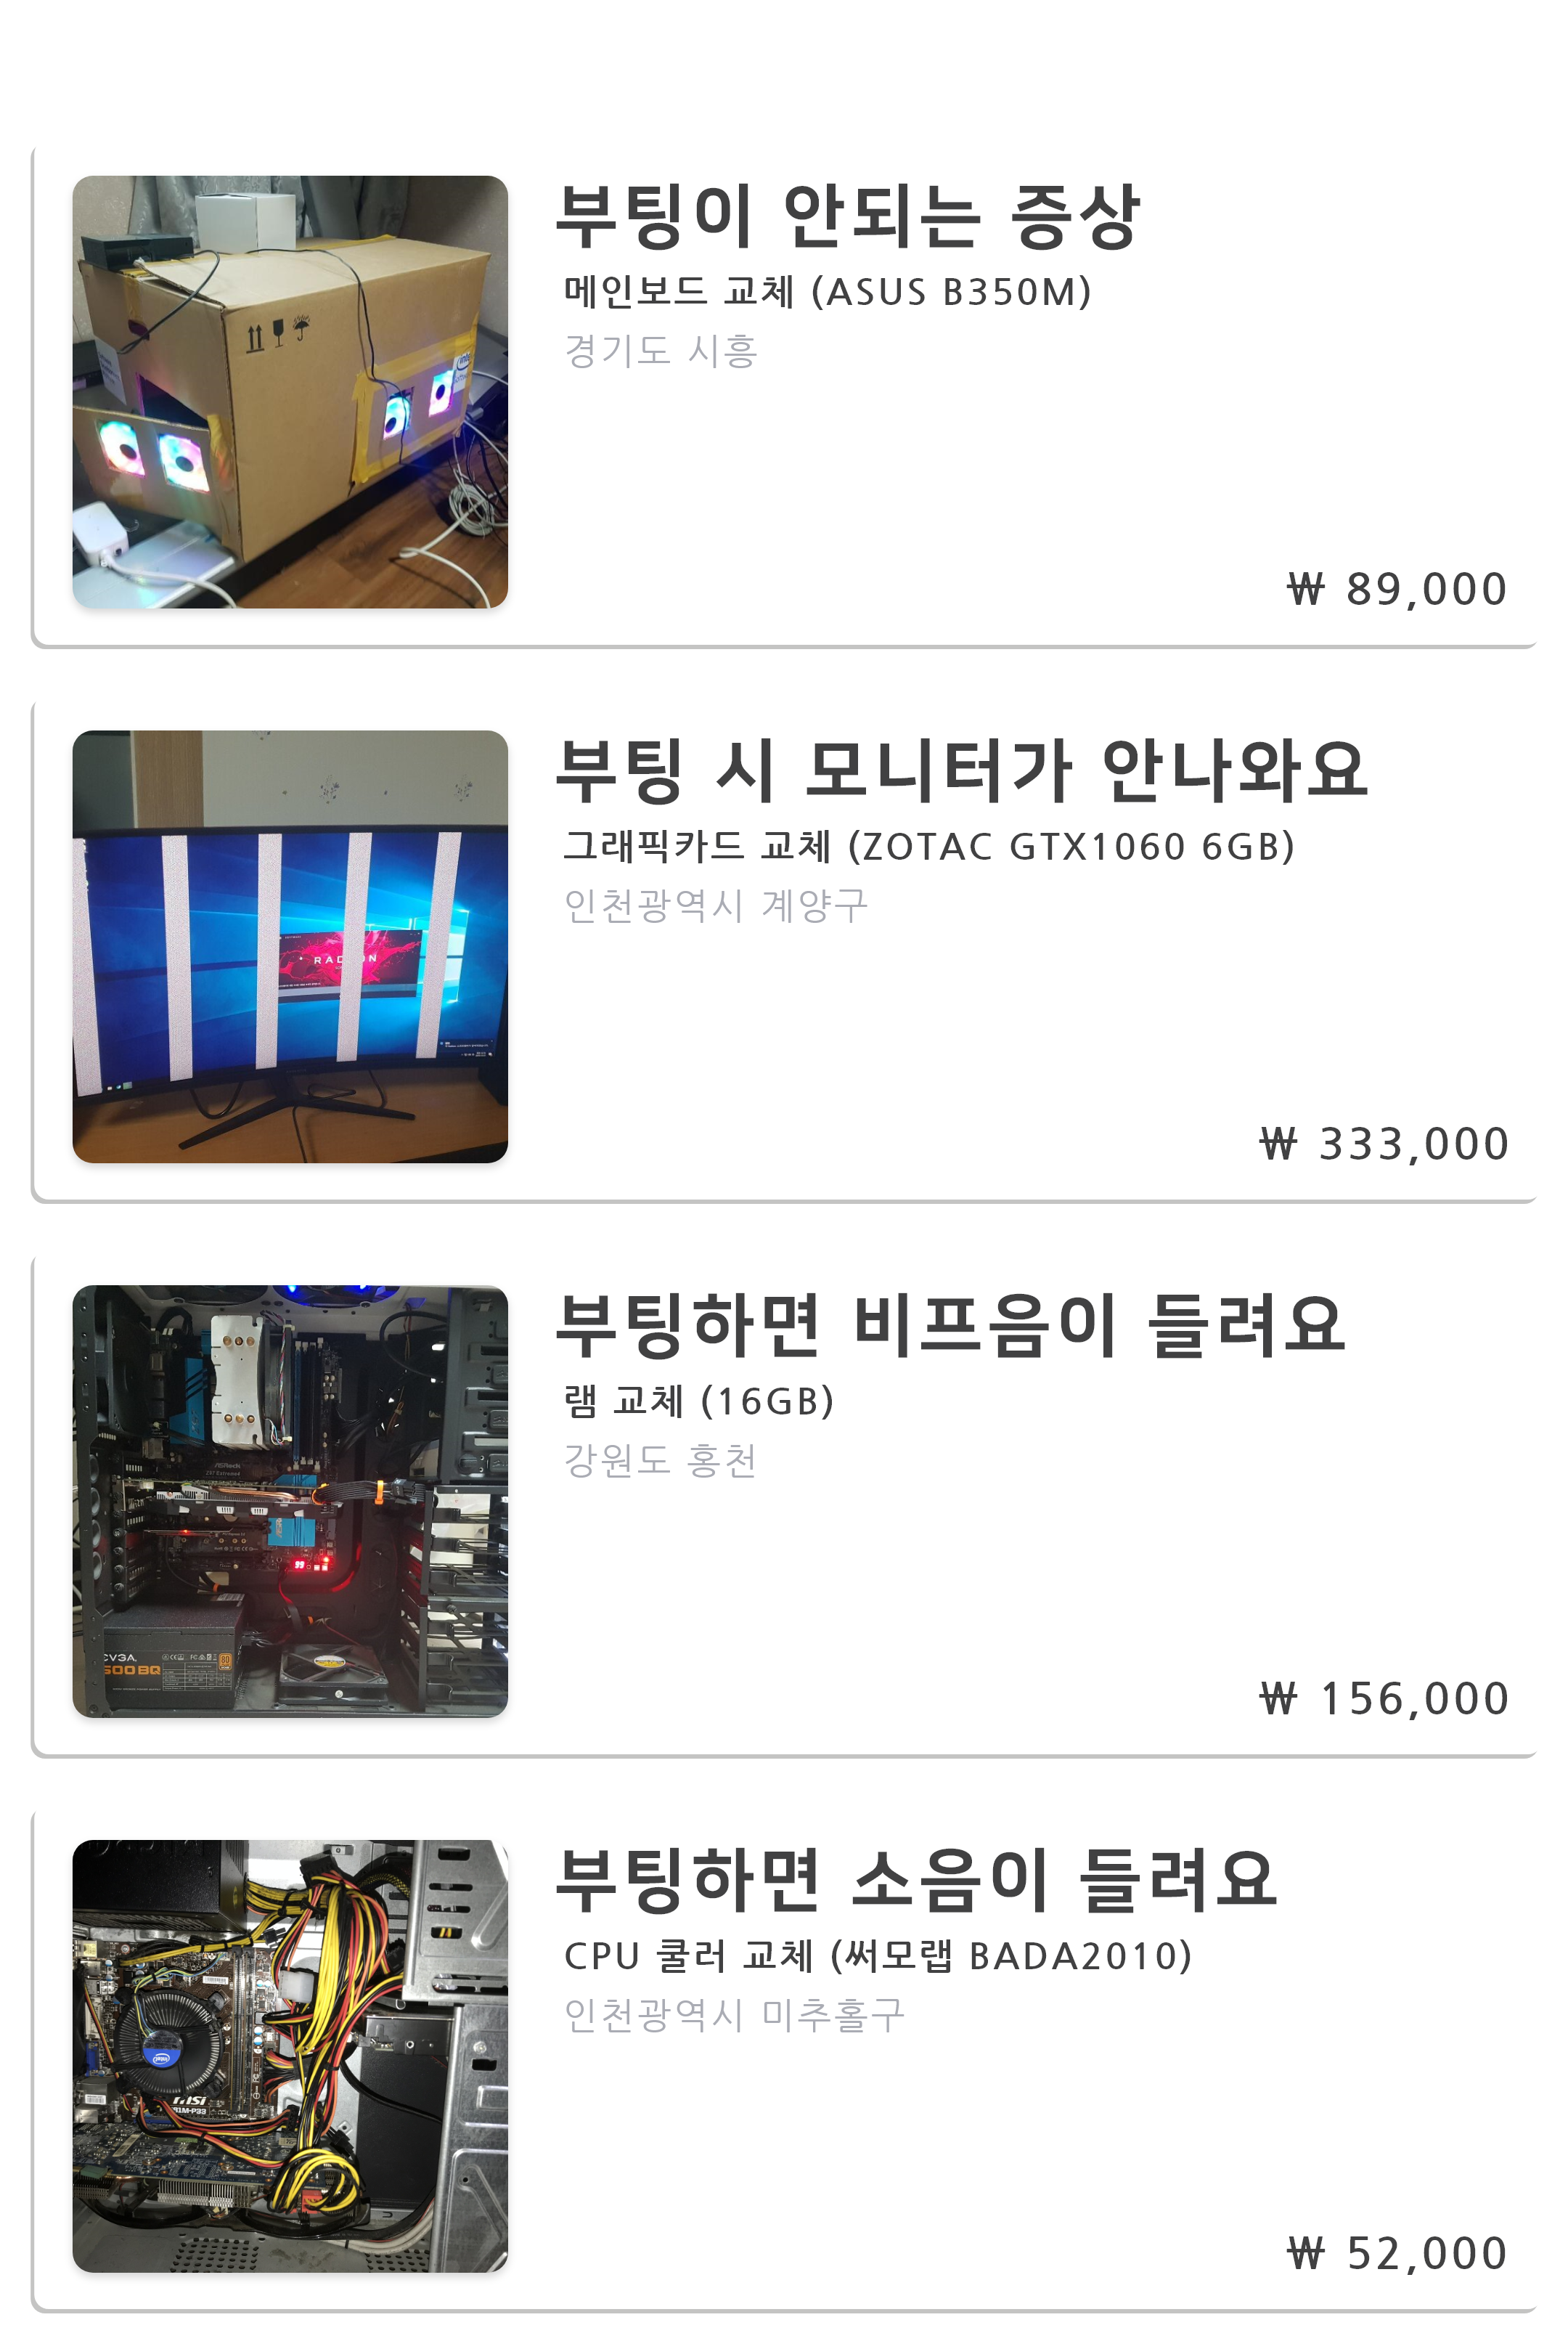 부팅이 안되는 증상
메인보드 교체 (ASUS B350M)
경기도 시흥
₩ 89,000
부팅 시 모니터가 안나와요
그래픽카드 교체 (ZOTAC GTX1060 6GB)
인천광역시 계양구
RAD ON
₩ 333,000
부팅하면 비프음이 들려요
램 교체 (16GB)
강원도 홍천
99
500 BQ
₩ 156,000
부팅하면 소음이 들려요
CPU 쿨러 교체 (써모랩 BADA2010)
인천광역시 미추홀구
intel
msi
₩ 52,000